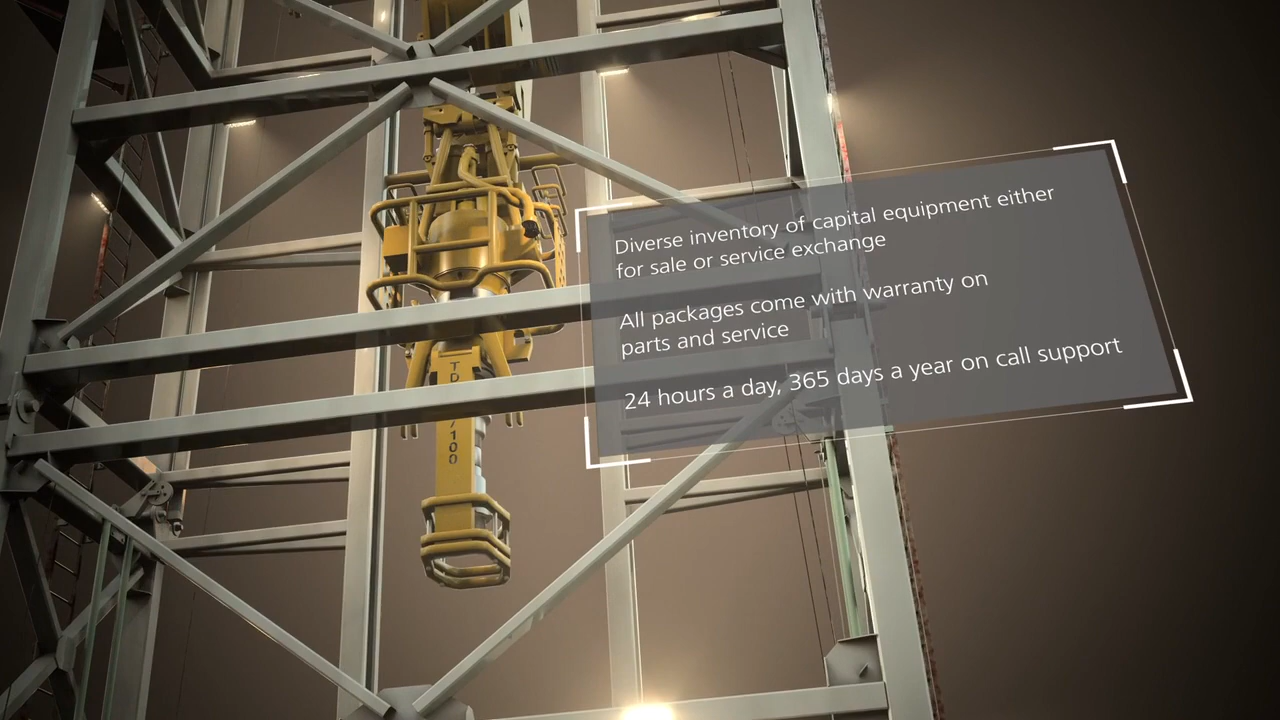 Diverse inventory of capital equipment either
for sale or service exchange
All packages come with warranty on
parts and service
24 hours a day, 365 days a year on call support
/100